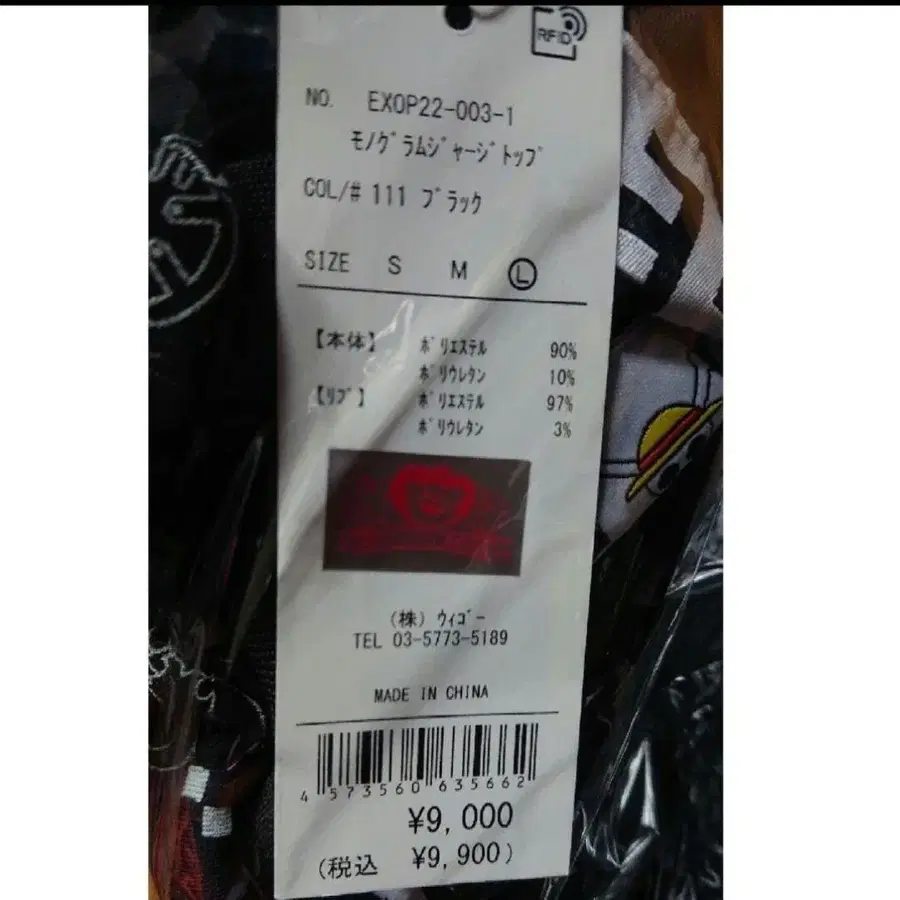 RFID
NO. EXOP22-003-1
モノグラムジャージトップ
COL/# 111 ブラック
SIZE S M Ⓛ
【本体】 ポリエステル 90%
ポリウレタン 10%
【リブ】 ポリエステル 97%
ポリウレタン 3%
(株) ウィゴー
TEL 03-5773-5189
MADE IN CHINA
4 573560 635662
¥9,000
(税込 ¥9,900)